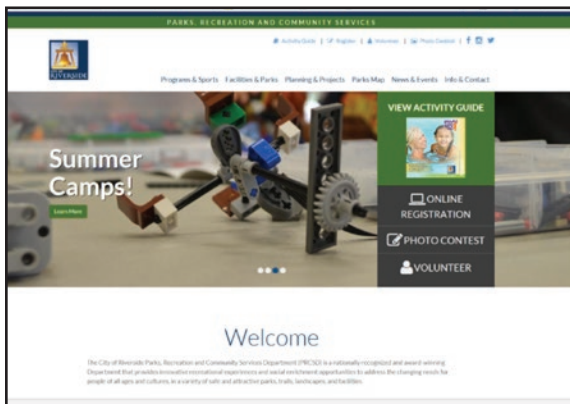 PARKS, RECREATION AND COMMUNITY SERVICES
Activity Guide | Register | Volunteer | Photo Contest |
CITY OF
RIVERSIDE
Programs & Sports Facilities & Parks Planning & Projects Parks Map News & Events Info & Contact
VIEW ACTIVITY GUIDE
Summer
Camps!
Learn More
ONLINE
REGISTRATION
PHOTO CONTEST
VOLUNTEER
Welcome
The City of Riverside Parks, Recreation and Community Services Department (PRCSD) is a nationally recognized and award-winning
Department that provides innovative recreational experiences and social enrichment opportunities to address the changing needs for
people of all ages and cultures, in a variety of safe and attractive parks, trails, landscapes, and facilities.